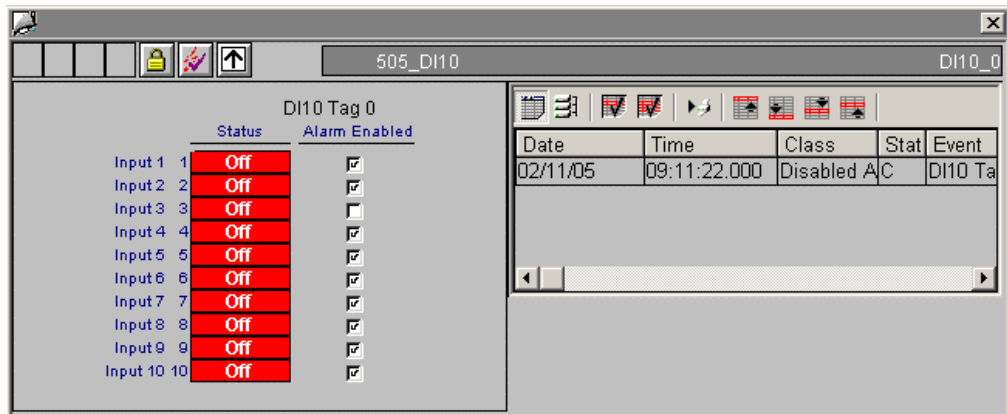 505_DI10 DI10_0
DI10 Tag 0
Status Alarm Enabled
Input 1 1 Off
Input 2 2 Off
Input 3 3 Off
Input 4 4 Off
Input 5 5 Off
Input 6 6 Off
Input 7 7 Off
Input 8 8 Off
Input 9 9 Off
Input 10 10 Off
Date Time Class Stat Event
02/11/05 09:11:22.000 Disabled A C DI10 Ta